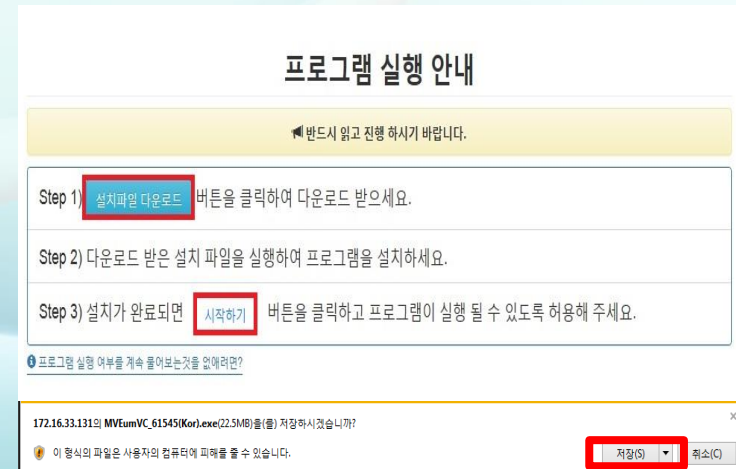 프로그램 실행 안내
반드시 읽고 진행 하시기 바랍니다.
Step 1) 설치파일 다운로드 버튼을 클릭하여 다운로드 받으세요.
Step 2) 다운로드 받은 설치 파일을 실행하여 프로그램을 설치하세요.
Step 3) 설치가 완료되면 시작하기 버튼을 클릭하고 프로그램이 실행 될 수 있도록 허용해 주세요.
프로그램 실행 여부를 계속 물어보는것을 없애려면?
172.16.33.131의 MVEumVC_61545(Kor).exe(22.5MB)을(를) 저장하시겠습니까?
이 형식의 파일은 사용자의 컴퓨터에 피해를 줄 수 있습니다. 저장(S) 취소(C)